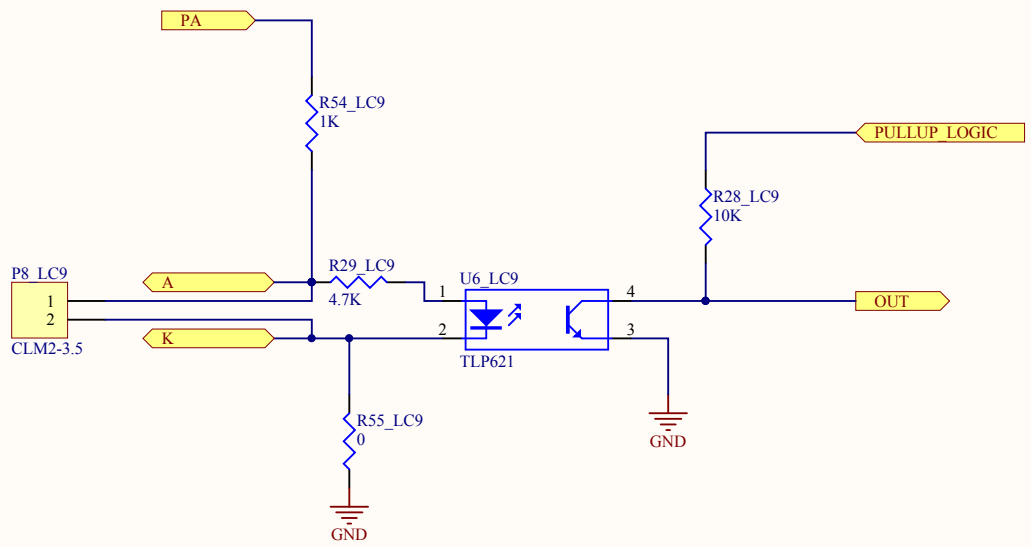 PA
R54_LC9
1K
PULLUP_LOGIC
R28_LC9
10K
P8_LC9
1
2
CLM2-3.5
A
K
R29_LC9
4.7K
U6_LC9
1
2
4
3
TLP621
OUT
R55_LC9
0
GND
GND